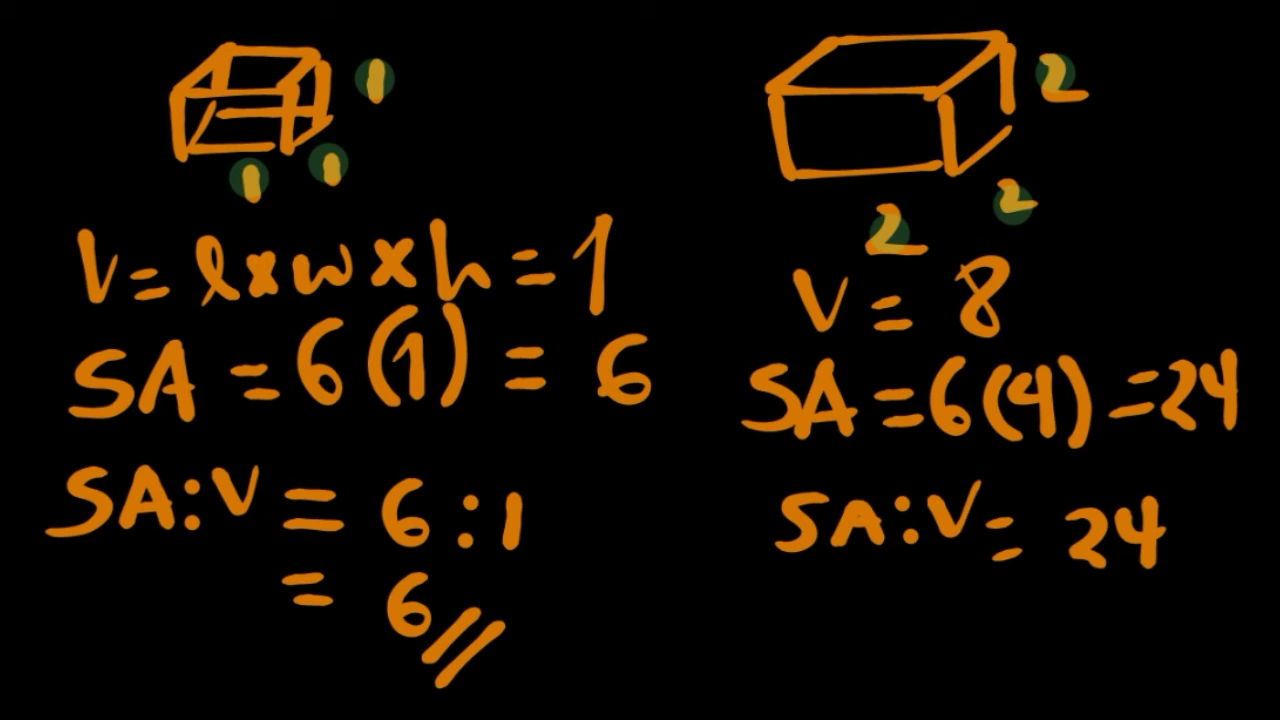 1
1
1
V = l x w x h = 1
SA = 6 (1) = 6
SA:V = 6 : 1
= 6 //
2
2
2
V = 8
SA = 6 (4) = 24
SA:V = 24